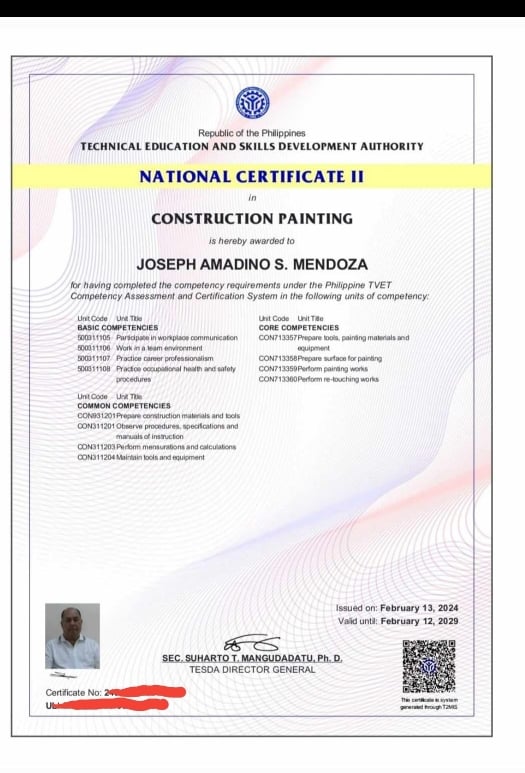 Republic of the Philippines
TECHNICAL EDUCATION AND SKILLS DEVELOPMENT AUTHORITY
NATIONAL CERTIFICATE II
in
CONSTRUCTION PAINTING
is hereby awarded to
JOSEPH AMADINO S. MENDOZA
for having completed the competency requirements under the Philippine TVET
Competency Assessment and Certification System in the following units of competency:
Unit Code Unit Title
BASIC COMPETENCIES
500311105 Participate in workplace communication
500311106 Work in a team environment
500311107 Practice career professionalism
500311108 Practice occupational health and safety
procedures
Unit Code Unit Title
COMMON COMPETENCIES
CON931201 Prepare construction materials and tools
CON311201 Observe procedures, specifications and
manuals of instruction
CON311203 Perform mensurations and calculations
CON311204 Maintain tools and equipment
Unit Code Unit Title
CORE COMPETENCIES
CON713357 Prepare tools, painting materials and
equipment
CON713358 Prepare surface for painting
CON713359 Perform painting works
CON713360 Perform re-touching works
Issued on: February 13, 2024
Valid until: February 12, 2029
SEC. SUHARTO T. MANGUDADATU, Ph. D.
TESDA DIRECTOR GENERAL
Certificate No:
This certificate is system
generated through T2MIS